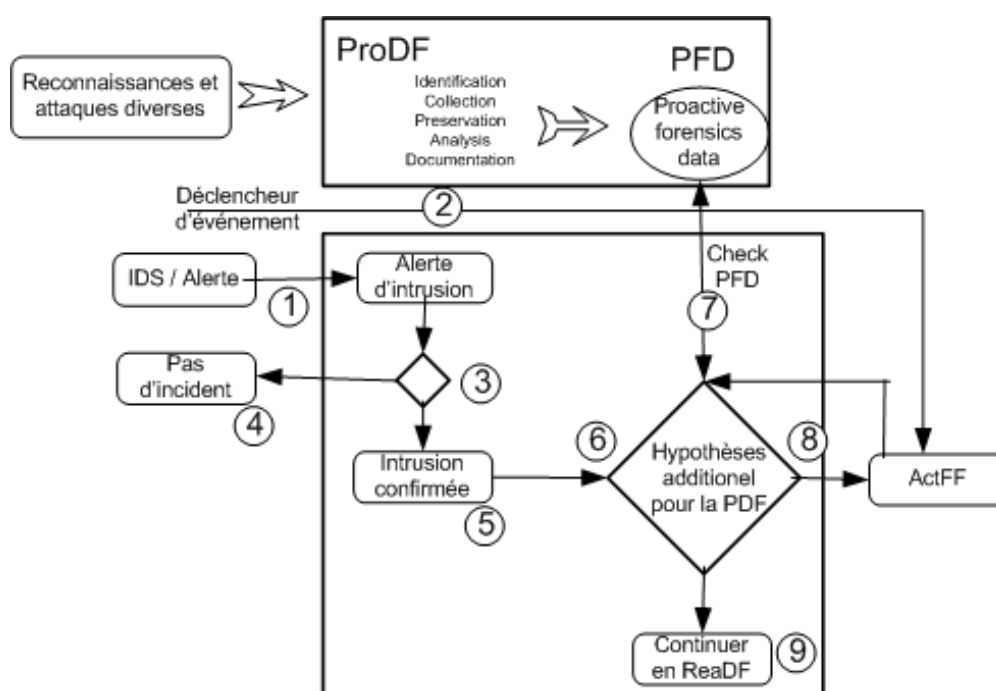 Reconnaissances et
attaques diverses
ProDF
Identification
Collection
Preservation
Analysis
Documentation
PFD
Proactive
forensics
data
Déclencheur
d'événement
2
IDS / Alerte
1
Alerte
d'intrusion
Check
PFD
7
Pas
d'incident
4
3
Intrusion
confirmée
5
6
Hypothèses
additionel
pour la PDF
8
ActFF
Continuer
en ReaDF
9